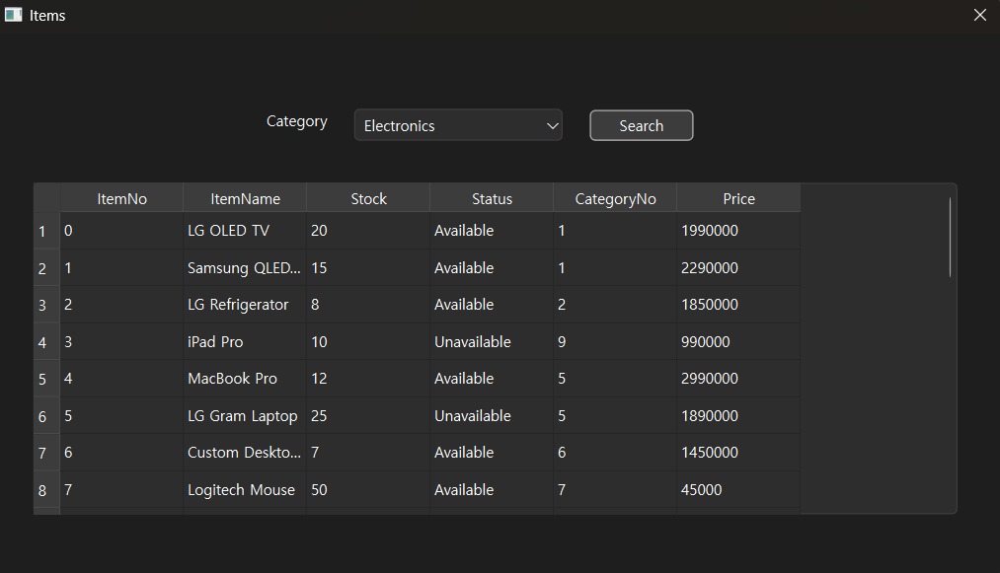 Items
Category Electronics Search
ItemNo ItemName Stock Status CategoryNo Price
1 0 LG OLED TV 20 Available 1 1990000
2 1 Samsung QLED... 15 Available 1 2290000
3 2 LG Refrigerator 8 Available 2 1850000
4 3 iPad Pro 10 Unavailable 9 990000
5 4 MacBook Pro 12 Available 5 2990000
6 5 LG Gram Laptop 25 Unavailable 5 1890000
7 6 Custom Deskto... 7 Available 6 1450000
8 7 Logitech Mouse 50 Available 7 45000